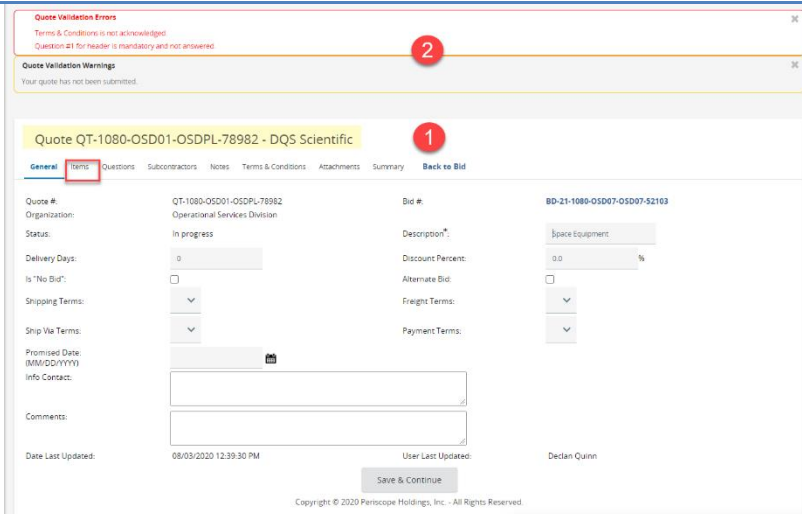 Quote Validation Errors
Terms & Conditions is not acknowledged
Question #1 for header is mandatory and not answered
2
Quote Validation Warnings
Your quote has not been submitted.
Quote QT-1080-OSD01-OSDPL-78982 - DQS Scientific
1
General Items Questions Subcontractors Notes Terms & Conditions Attachments Summary Back to Bid
Quote #: QT-1080-OSD01-OSDPL-78982 Bid #: BD-21-1080-OSD07-OSD07-52103
Organization: Operational Services Division
Status: In progress Description*: Space Equipment
Delivery Days: 0 Discount Percent: 0.0 %
Is "No Bid": Alternate Bid:
Shipping Terms: Freight Terms:
Ship Via Terms: Payment Terms:
Promised Date:
(MM/DD/YYYY)
Info Contact:
Comments:
Date Last Updated: 08/03/2020 12:39:30 PM User Last Updated: Declan Quinn
Save & Continue
Copyright © 2020 Periscope Holdings, Inc. - All Rights Reserved.